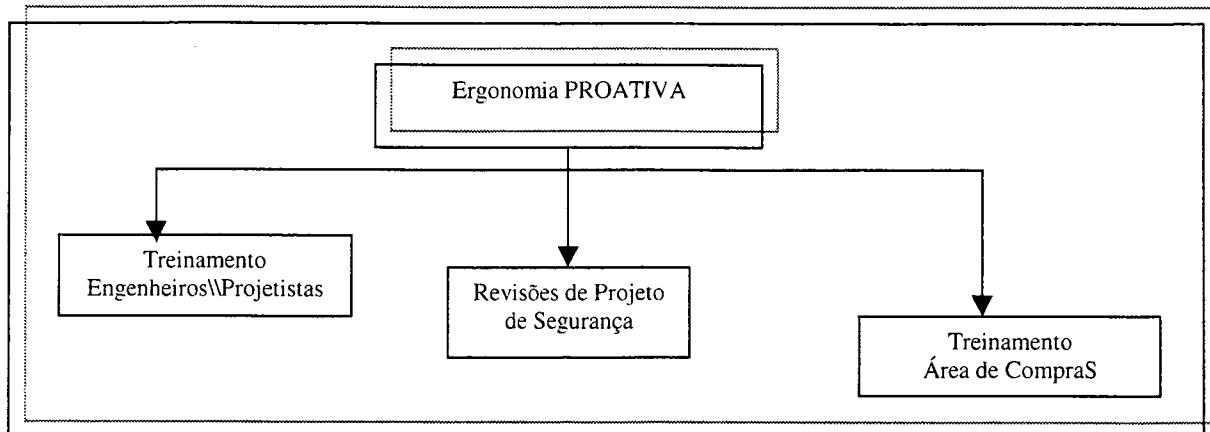 Ergonomia PROATIVA
Treinamento
Engenheiros\\Projetistas
Revisões de Projeto
de Segurança
Treinamento
Área de CompraS